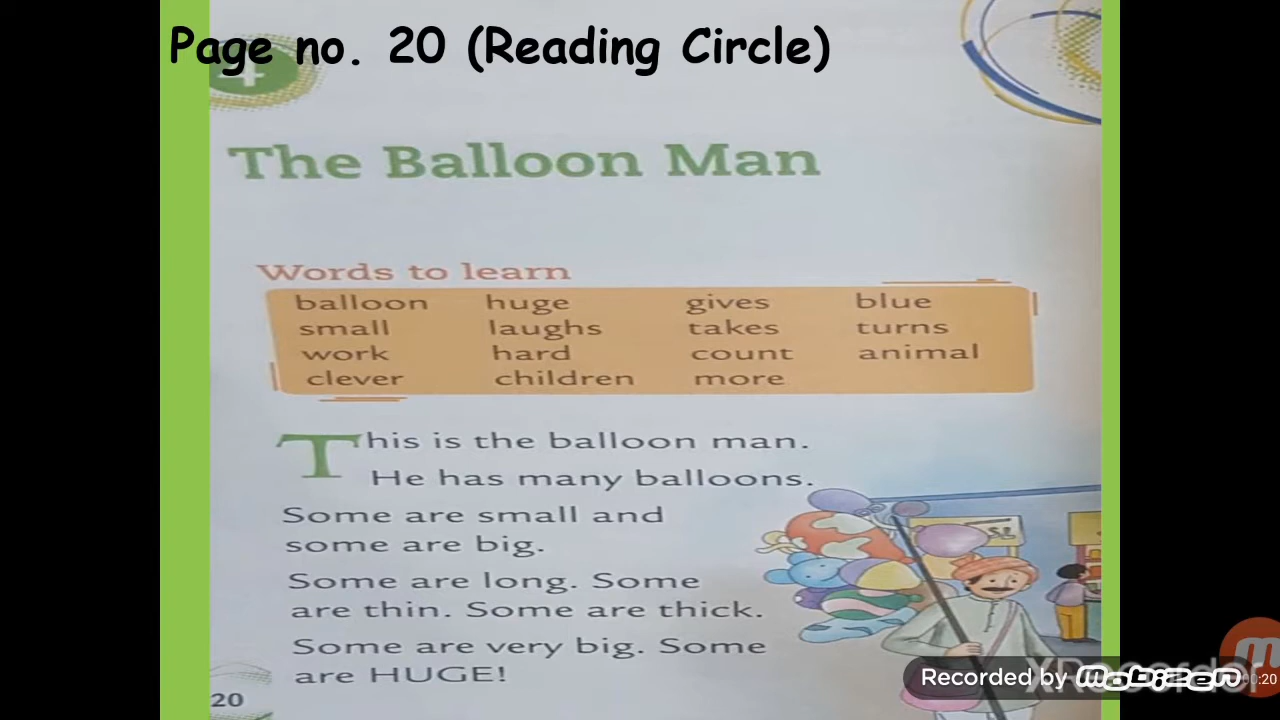 Page no. 20 (Reading Circle)
4
The Balloon Man
Words to learn
balloon huge gives blue
small laughs takes turns
work hard count animal
clever children more
This is the balloon man.
He has many balloons.
Some are small and
some are big.
Some are long. Some
are thin. Some are thick.
Some are very big. Some
are HUGE!
20
Recorded by